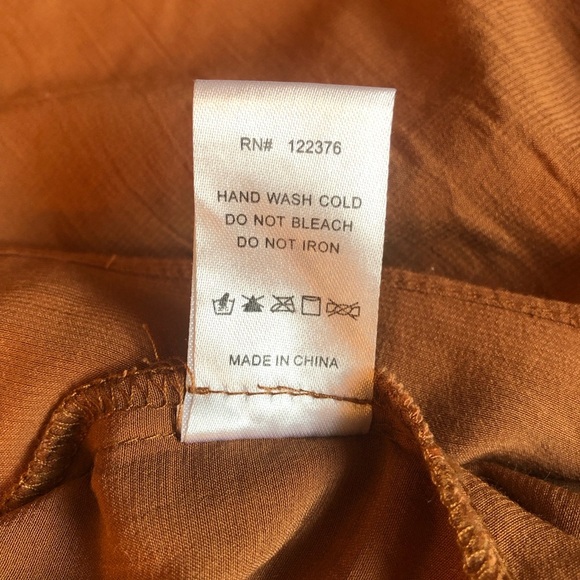 RN# 122376
HAND WASH COLD
DO NOT BLEACH
DO NOT IRON
MADE IN CHINA